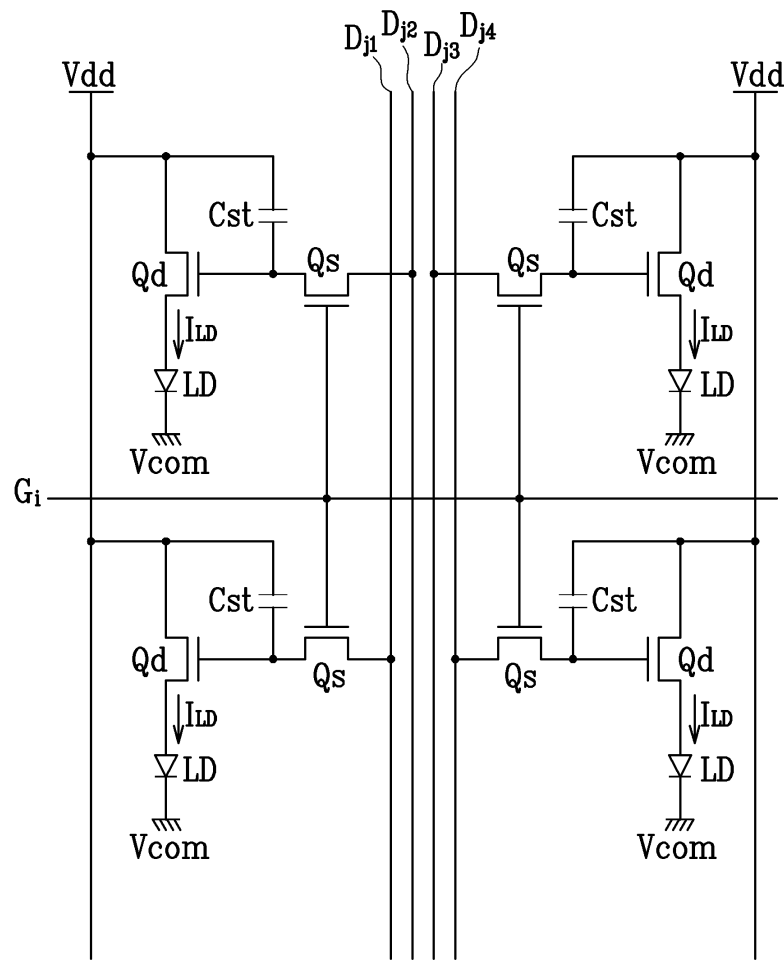 Dj1 Dj2 Dj3 Dj4
Vdd Vdd
Cst Qs Qs Cst
Qd Qd
ILD ILD
LD LD
Vcom Vcom
Gi
Cst Cst
Qd Qs Qs Qd
ILD ILD
LD LD
Vcom Vcom